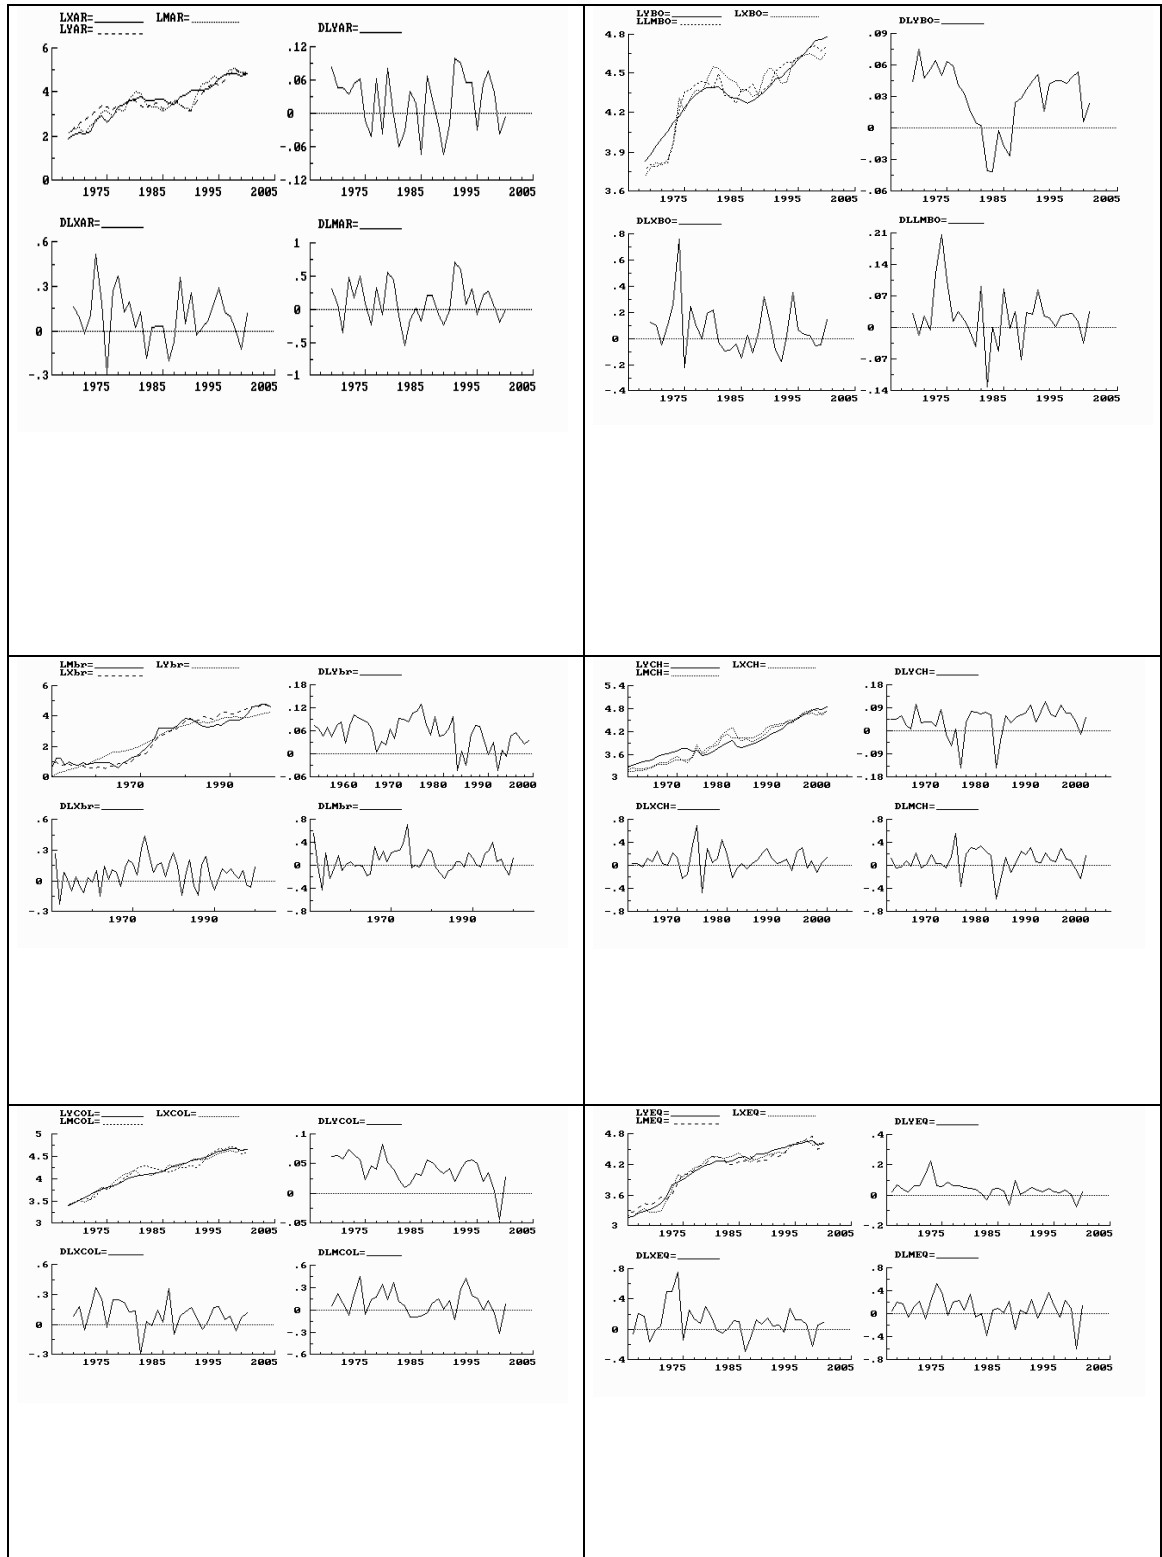 LXAR= LMAR=
LYAR=
6
4
2
0
1975 1985 1995 2005
DLYAR=
.12
.06
0
-.06
-.12
1975 1985 1995 2005
DLXAR=
.6
.3
0
-.3
1975 1985 1995 2005
DLMAR=
1
.5
0
-.5
-1
1975 1985 1995 2005
LYBO= LXBO=
LLMBO=
4.8
4.5
4.2
3.9
3.6
1975 1985 1995 2005
DLYBO=
.09
.06
.03
0
-.03
-.06
1975 1985 1995 2005
DLXBO=
.8
.6
.4
.2
0
-.2
-.4
1975 1985 1995 2005
DLLMBO=
.21
.14
.07
0
-.07
-.14
1975 1985 1995 2005
LMbr= LYbr=
LXbr=
6
4
2
0
1970 1990
DLYbr=
.18
.12
.06
0
-.06
1960 1970 1980 1990 2000
DLXbr=
.6
.3
0
-.3
1970 1990
DLMbr=
.8
.4
0
-.4
-.8
1970 1990
LYCH= LXCH=
LMCH=
5.4
4.8
4.2
3.6
3
1970 1980 1990 2000
DLYCH=
.18
.09
0
-.09
-.18
1970 1980 1990 2000
DLXCH=
.8
.4
0
-.4
-.8
1970 1980 1990 2000
DLMCH=
.8
.4
0
-.4
-.8
1970 1980 1990 2000
LYCOL= LXCOL=
LMCOL=
5
4.5
4
3.5
3
1975 1985 1995 2005
DLYCOL=
.1
.05
0
-.05
1975 1985 1995 2005
DLXCOL=
.6
.3
0
-.3
1975 1985 1995 2005
DLMCOL=
.6
.3
0
-.3
-.6
1975 1985 1995 2005
LYEQ= LXEQ=
LMEQ=
4.8
4.2
3.6
3
1975 1985 1995 2005
DLYEQ=
.4
.2
0
-.2
1975 1985 1995 2005
DLXEQ=
.8
.4
0
-.4
1975 1985 1995 2005
DLMEQ=
.8
.4
0
-.4
-.8
1975 1985 1995 2005